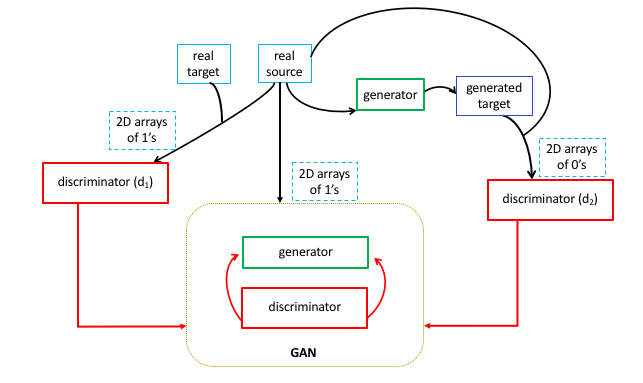 real
target
real
source
generator
generated
target
2D arrays
of 1's
2D arrays
of 0's
2D arrays
of 1's
discriminator (d₁)
discriminator (d₂)
generator
discriminator
GAN